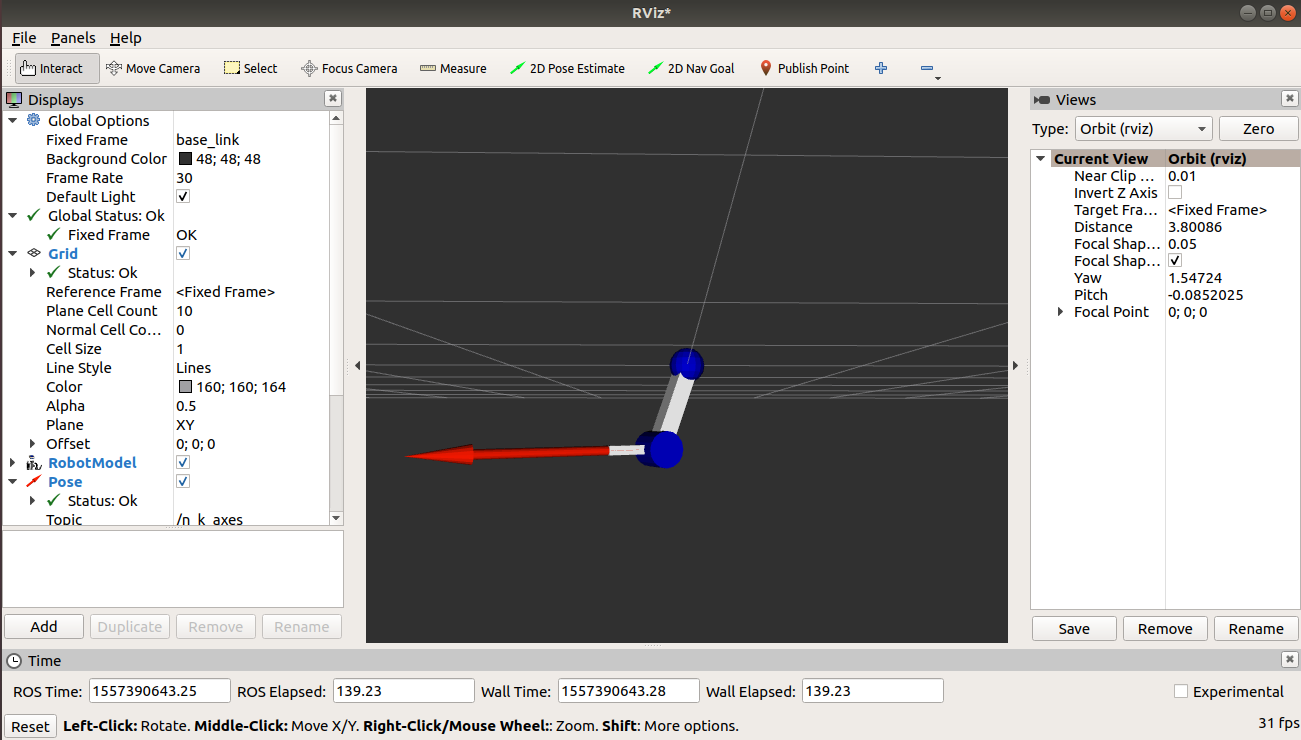 RViz*
File Panels Help
Interact Move Camera Select Focus Camera Measure 2D Pose Estimate 2D Nav Goal Publish Point
Displays
Global Options
Fixed Frame base_link
Background Color 48; 48; 48
Frame Rate 30
Default Light
Global Status: Ok
Fixed Frame OK
Grid
Status: Ok
Reference Frame <Fixed Frame>
Plane Cell Count 10
Normal Cell Co... 0
Cell Size 1
Line Style Lines
Color 160; 160; 164
Alpha 0.5
Plane XY
Offset 0; 0; 0
RobotModel
Pose
Status: Ok
Topic /n_k_axes
Add Duplicate Remove Rename
Views
Type: Orbit (rviz) Zero
Current View Orbit (rviz)
Near Clip ... 0.01
Invert Z Axis
Target Fra... <Fixed Frame>
Distance 3.80086
Focal Shap... 0.05
Focal Shap...
Yaw 1.54724
Pitch -0.0852025
Focal Point 0; 0; 0
Save Remove Rename
Time
ROS Time: 1557390643.25 ROS Elapsed: 139.23 Wall Time: 1557390643.28 Wall Elapsed: 139.23 Experimental
Reset Left-Click: Rotate. Middle-Click: Move X/Y. Right-Click/Mouse Wheel:: Zoom. Shift: More options. 31 fps